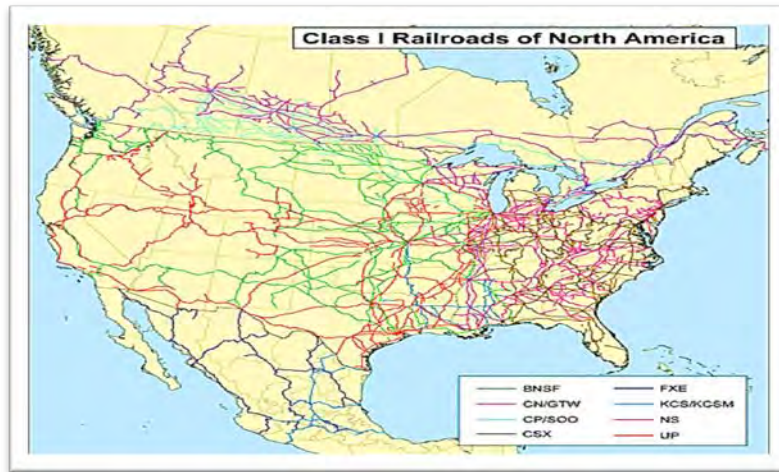 Class I Railroads of North America
BNSF
CN/GTW
CP/SOO
CSX
FXE
KCS/KCSM
NS
UP